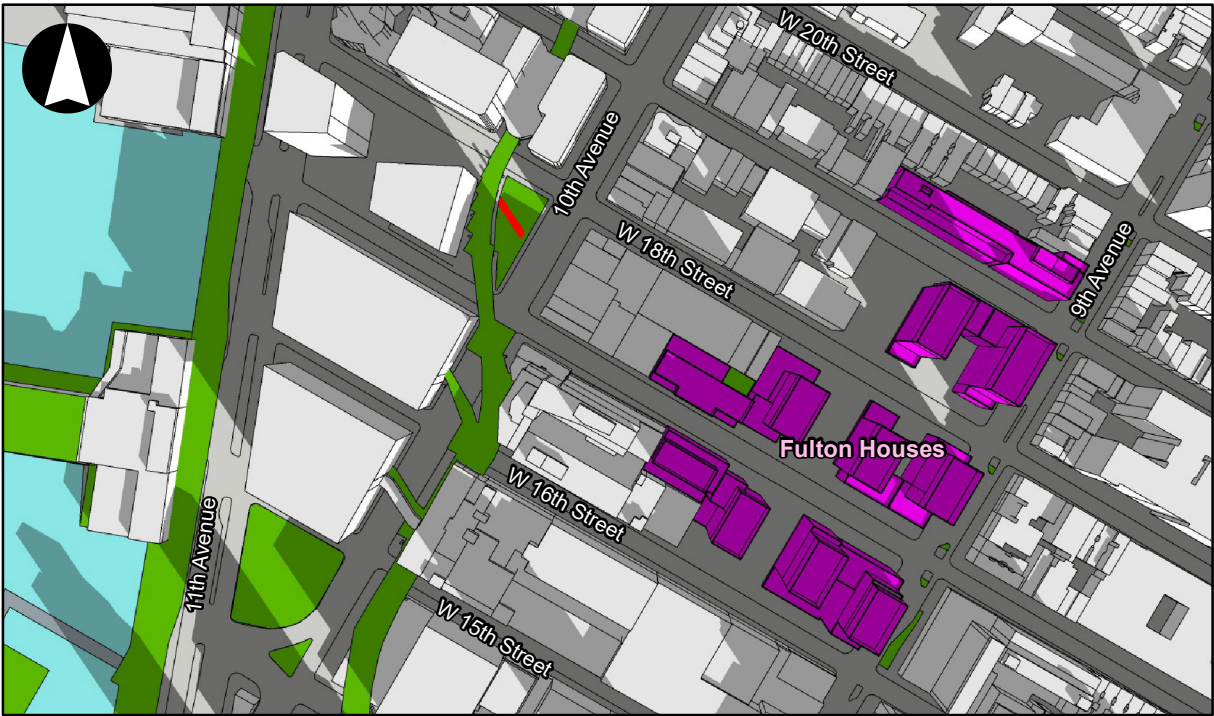 W 20th Street
10th Avenue
W 18th Street
9th Avenue
Fulton Houses
W 16th Street
11th Avenue
W 15th Street